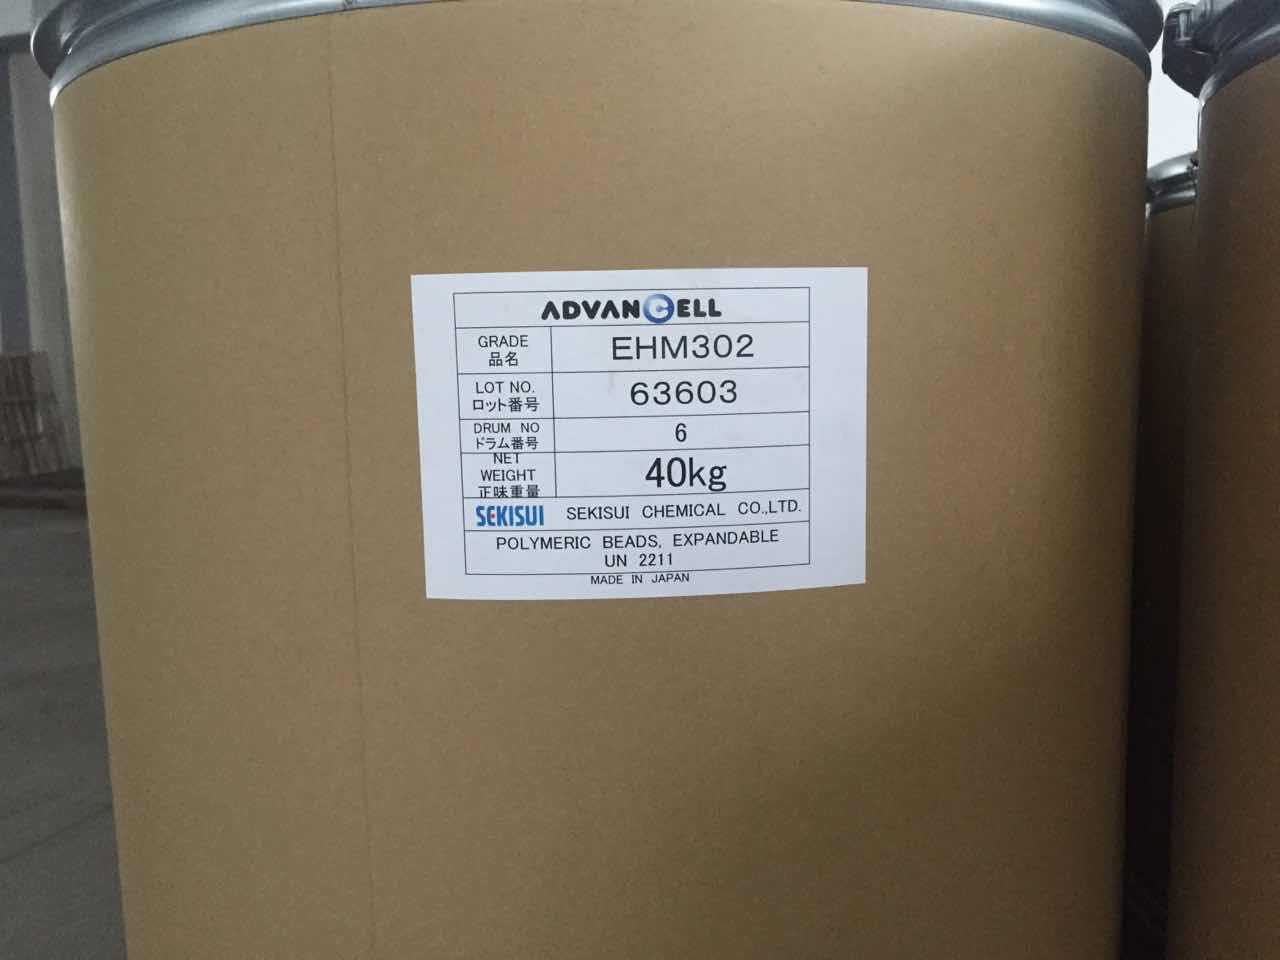 ADVANCELL
GRADE
品名
EHM302
LOT NO.
ロット番号
63603
DRUM NO
ドラム番号
6
NET
WEIGHT
正味重量
40kg
SEKISUI SEKISUI CHEMICAL CO.,LTD.
POLYMERIC BEADS, EXPANDABLE
UN 2211
MADE IN JAPAN